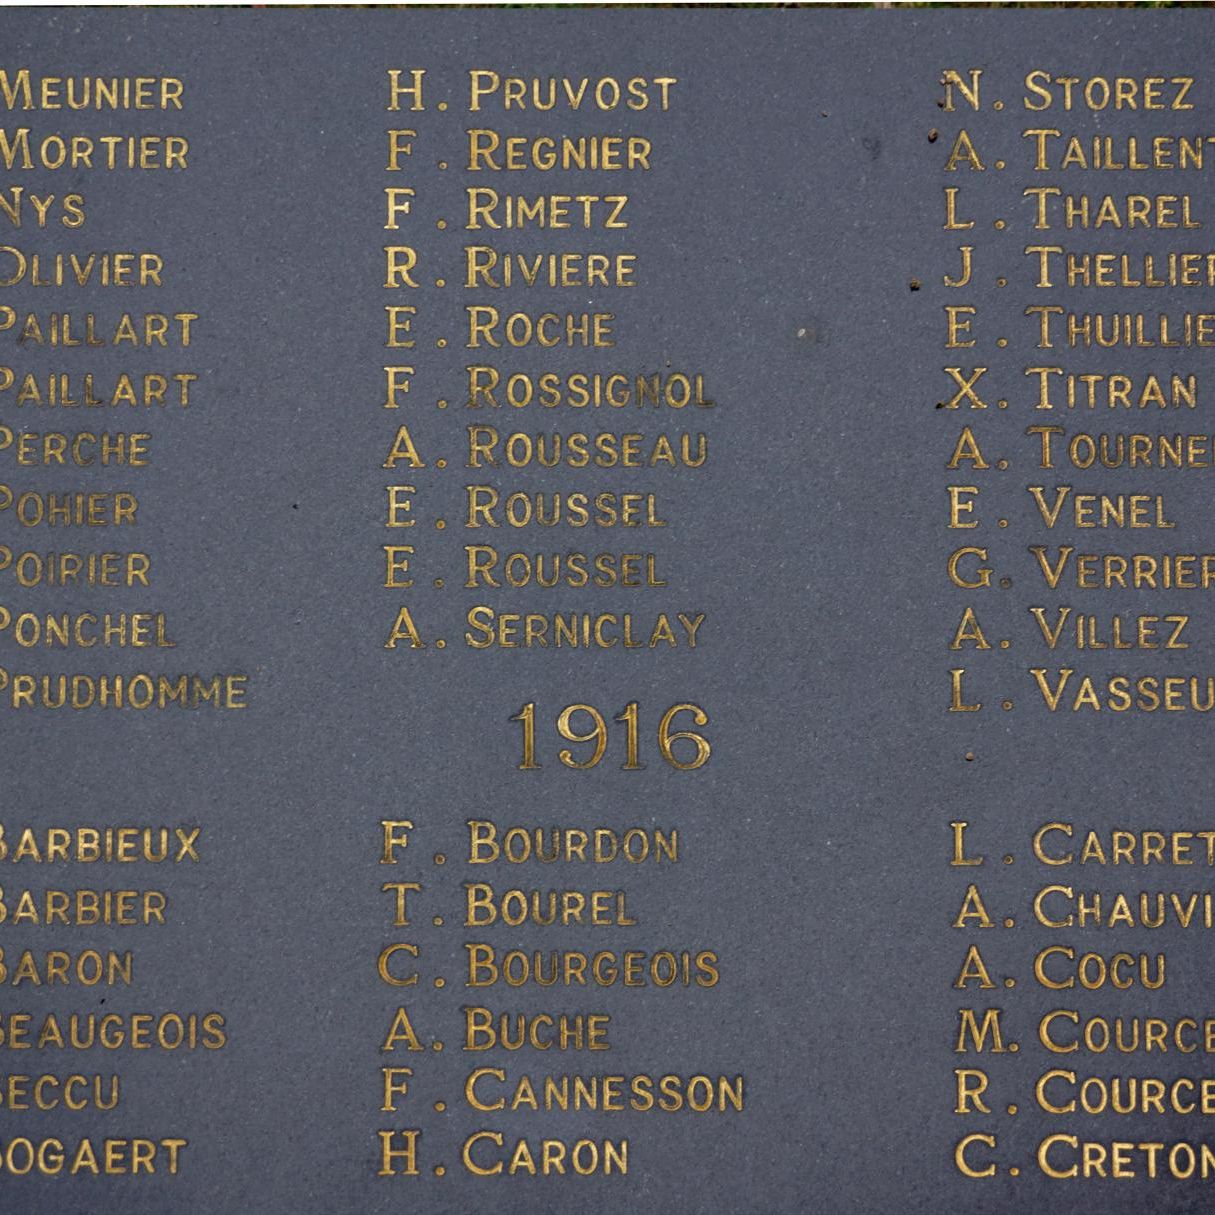 MEUNIER
MORTIER
NYS
OLIVIER
PAILLART
PAILLART
PERCHE
POHIER
POIRIER
PONCHEL
PRUDHOMME
H. PRUVOST
F. REGNIER
F. RIMETZ
R. RIVIERE
E. ROCHE
F. ROSSIGNOL
A. ROUSSEAU
E. ROUSSEL
E. ROUSSEL
A. SERNICLAY
N. STOREZ
A. TAILLENT
L. THAREL
J. THELLIER
E. THUILLIE
X. TITRAN
A. TOURNE
E. VENEL
G. VERRIER
A. VILLEZ
L. VASSEU
1916
BARBIEUX
BARBIER
BARON
BEAUGEOIS
BECCU
BOGAERT
F. BOURDON
T. BOUREL
C. BOURGEOIS
A. BUCHE
F. CANNESSON
H. CARON
L. CARRET
A. CHAUVI
A. COCU
M. COURCE
R. COURCE
C. CRETON